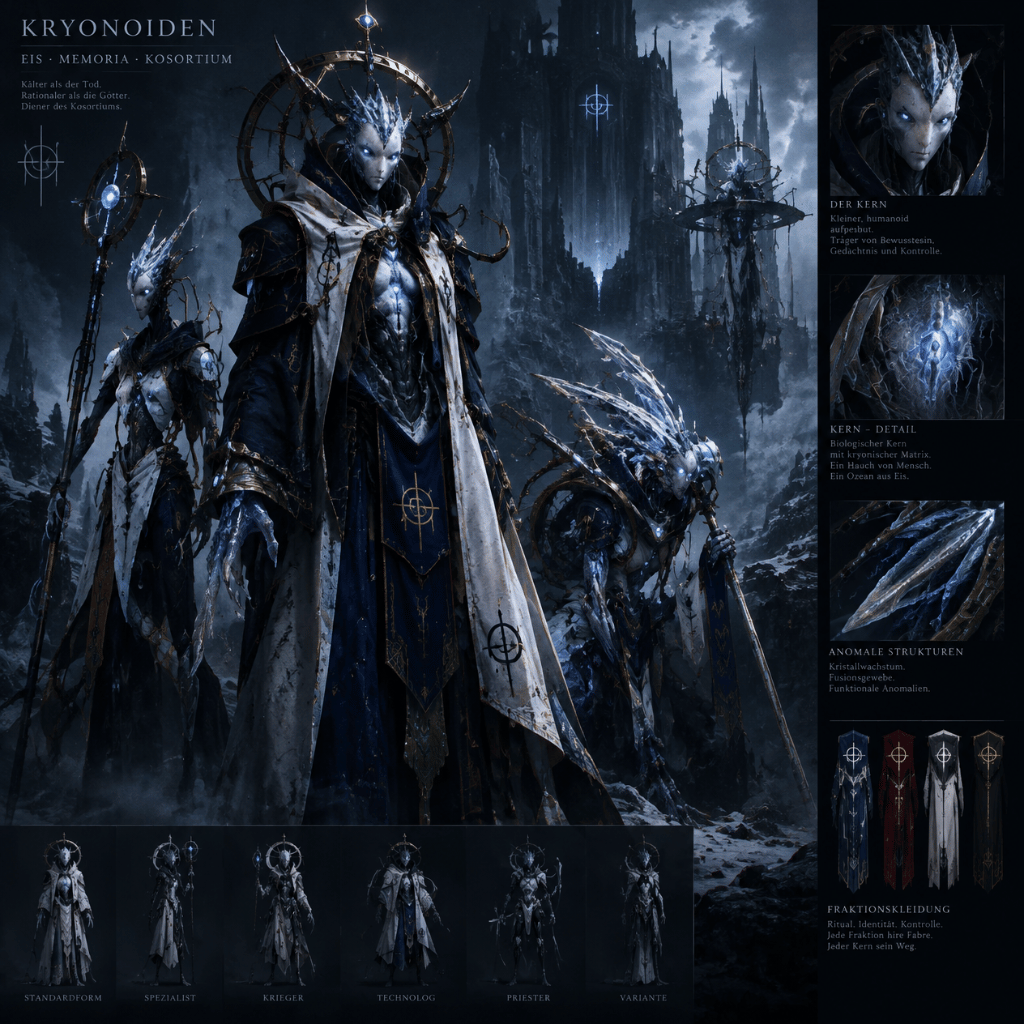 KRYONOIDEN
EIS · MEMORIA · KOSORTIUM
Kälter als der Tod.
Rationaler als die Götter.
Diener des Kosortiums.
DER KERN
Kleiner, humanoid
aufpesbut.
Träger von Bewusstesin,
Gedächtnis und Kontrolle.
KERN – DETAIL
Biologischer Kern
mit kryonischer Matrix.
Ein Hauch von Mensch.
Ein Ozean aus Eis.
ANOMALE STRUKTUREN
Kristallwachstum.
Fusionsgewebe.
Funktionale Anomalien.
FRAKTIONSKLEIDUNG
Ritual, Identität, Kontrolle.
Jede Fraktion hire Fabre.
Jeder Kern sein Weg.
STANDARDFORM
SPEZIALIST
KRIEGER
TECHNOLOG
PRIESTER
VARIANTE